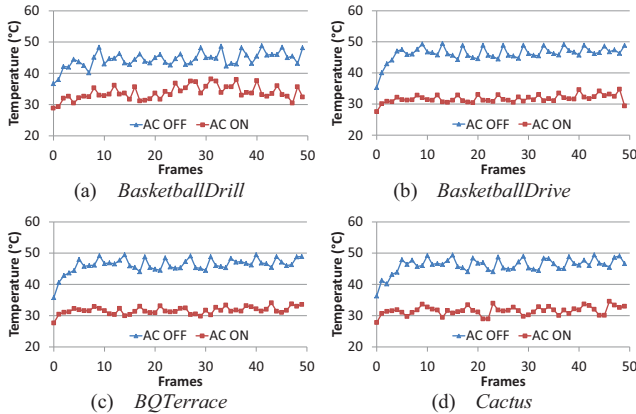 Temperature (°C)
60
50
40
30
20
AC OFF
AC ON
0 10 20 30 40 50
Frames
(a) BasketballDrill
Temperature (°C)
60
50
40
30
20
AC OFF
AC ON
0 10 20 30 40 50
Frames
(b) BasketballDrive
Temperature (°C)
60
50
40
30
20
AC OFF
AC ON
0 10 20 30 40 50
Frames
(c) BQTerrace
Temperature (°C)
60
50
40
30
20
AC OFF
AC ON
0 10 20 30 40 50
Frames
(d) Cactus